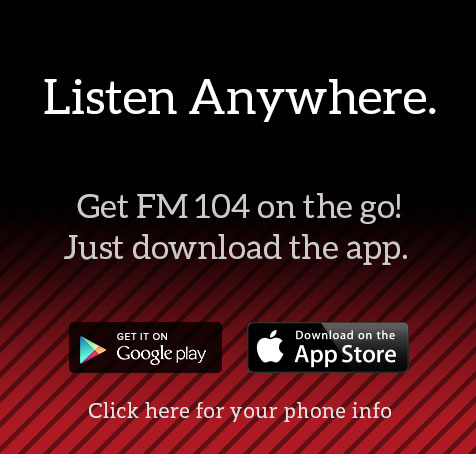 Listen Anywhere.
Get FM 104 on the go!
Just download the app.
GET IT ON
Google play
Download on the
App Store
Click here for your phone info